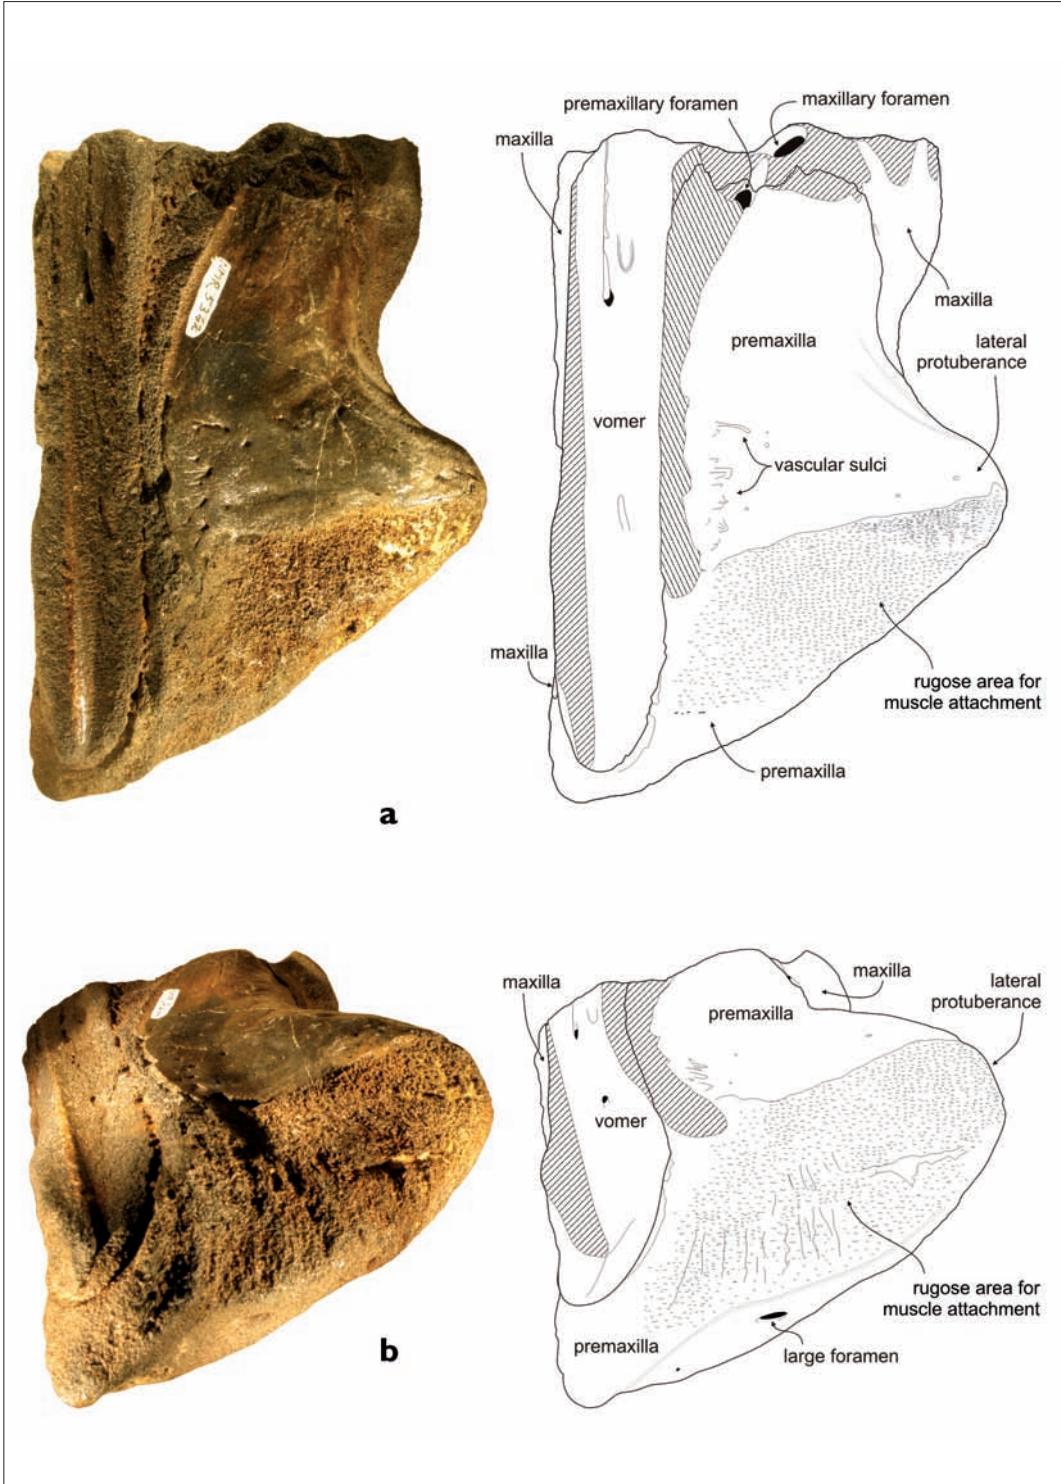 premaxillary foramen
maxillary foramen
maxilla
maxilla
lateral
protuberance
premaxilla
vomer
vascular sulci
maxilla
rugose area for
muscle attachment
premaxilla
a
maxilla
maxilla
lateral
protuberance
premaxilla
vomer
rugose area for
muscle attachment
premaxilla
large foramen
b